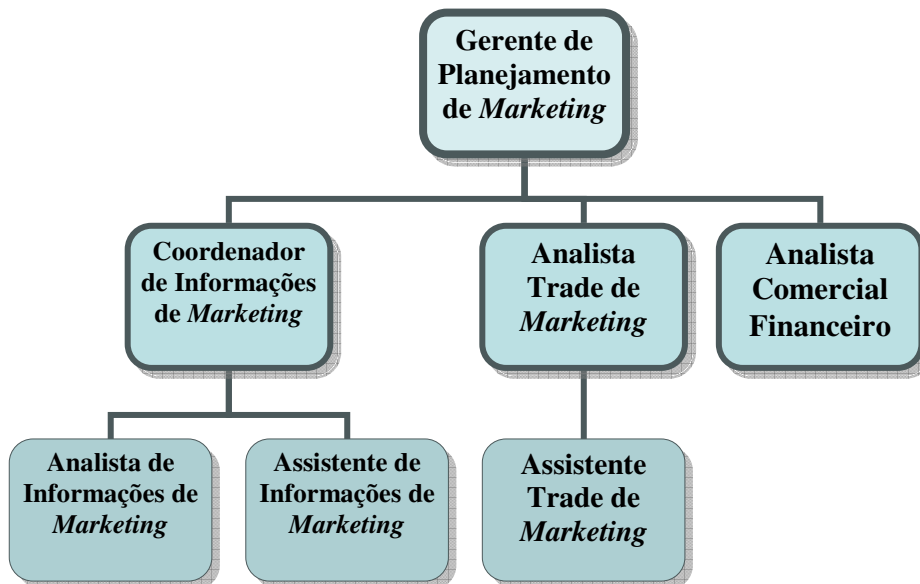 Gerente de
Planejamento
de Marketing
Coordenador
de Informações
de Marketing
Analista
Trade de
Marketing
Analista
Comercial
Financeiro
Analista de
Informações de
Marketing
Assistente de
Informações de
Marketing
Assistente
Trade de
Marketing